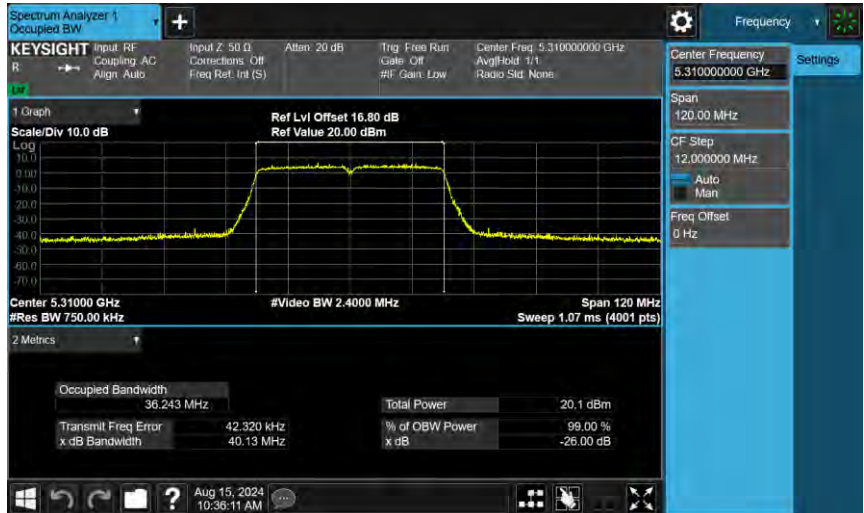 Spectrum Analyzer 1
Occupied BW
+
Frequency
KEYSIGHT Input: RF Input Z: 50 Ω Atten: 20 dB Trig: Free Run Center Freq: 5.310000000 GHz
R Coupling: AC Corrections: Off Gate: Off Avg|Hold: 1/1
Align: Auto Freq Ref: Int (S) #IF Gain: Low Radio Std: None
Center Frequency
5.310000000 GHz
Settings
Span
120.00 MHz
CF Step
12.000000 MHz
Auto
Man
Freq Offset
0 Hz
1 Graph
Scale/Div 10.0 dB
Ref Lvl Offset 16.80 dB
Ref Value 20.00 dBm
Log
10.0
0.00
-10.0
-20.0
-30.0
-40.0
-50.0
-60.0
-70.0
Center 5.31000 GHz #Video BW 2.4000 MHz Span 120 MHz
#Res BW 750.00 kHz Sweep 1.07 ms (4001 pts)
2 Metrics
Occupied Bandwidth
36.243 MHz
Total Power 20.1 dBm
Transmit Freq Error 42.320 kHz % of OBW Power 99.00 %
x dB Bandwidth 40.13 MHz x dB -26.00 dB
? Aug 15, 2024
10:36:11 AM